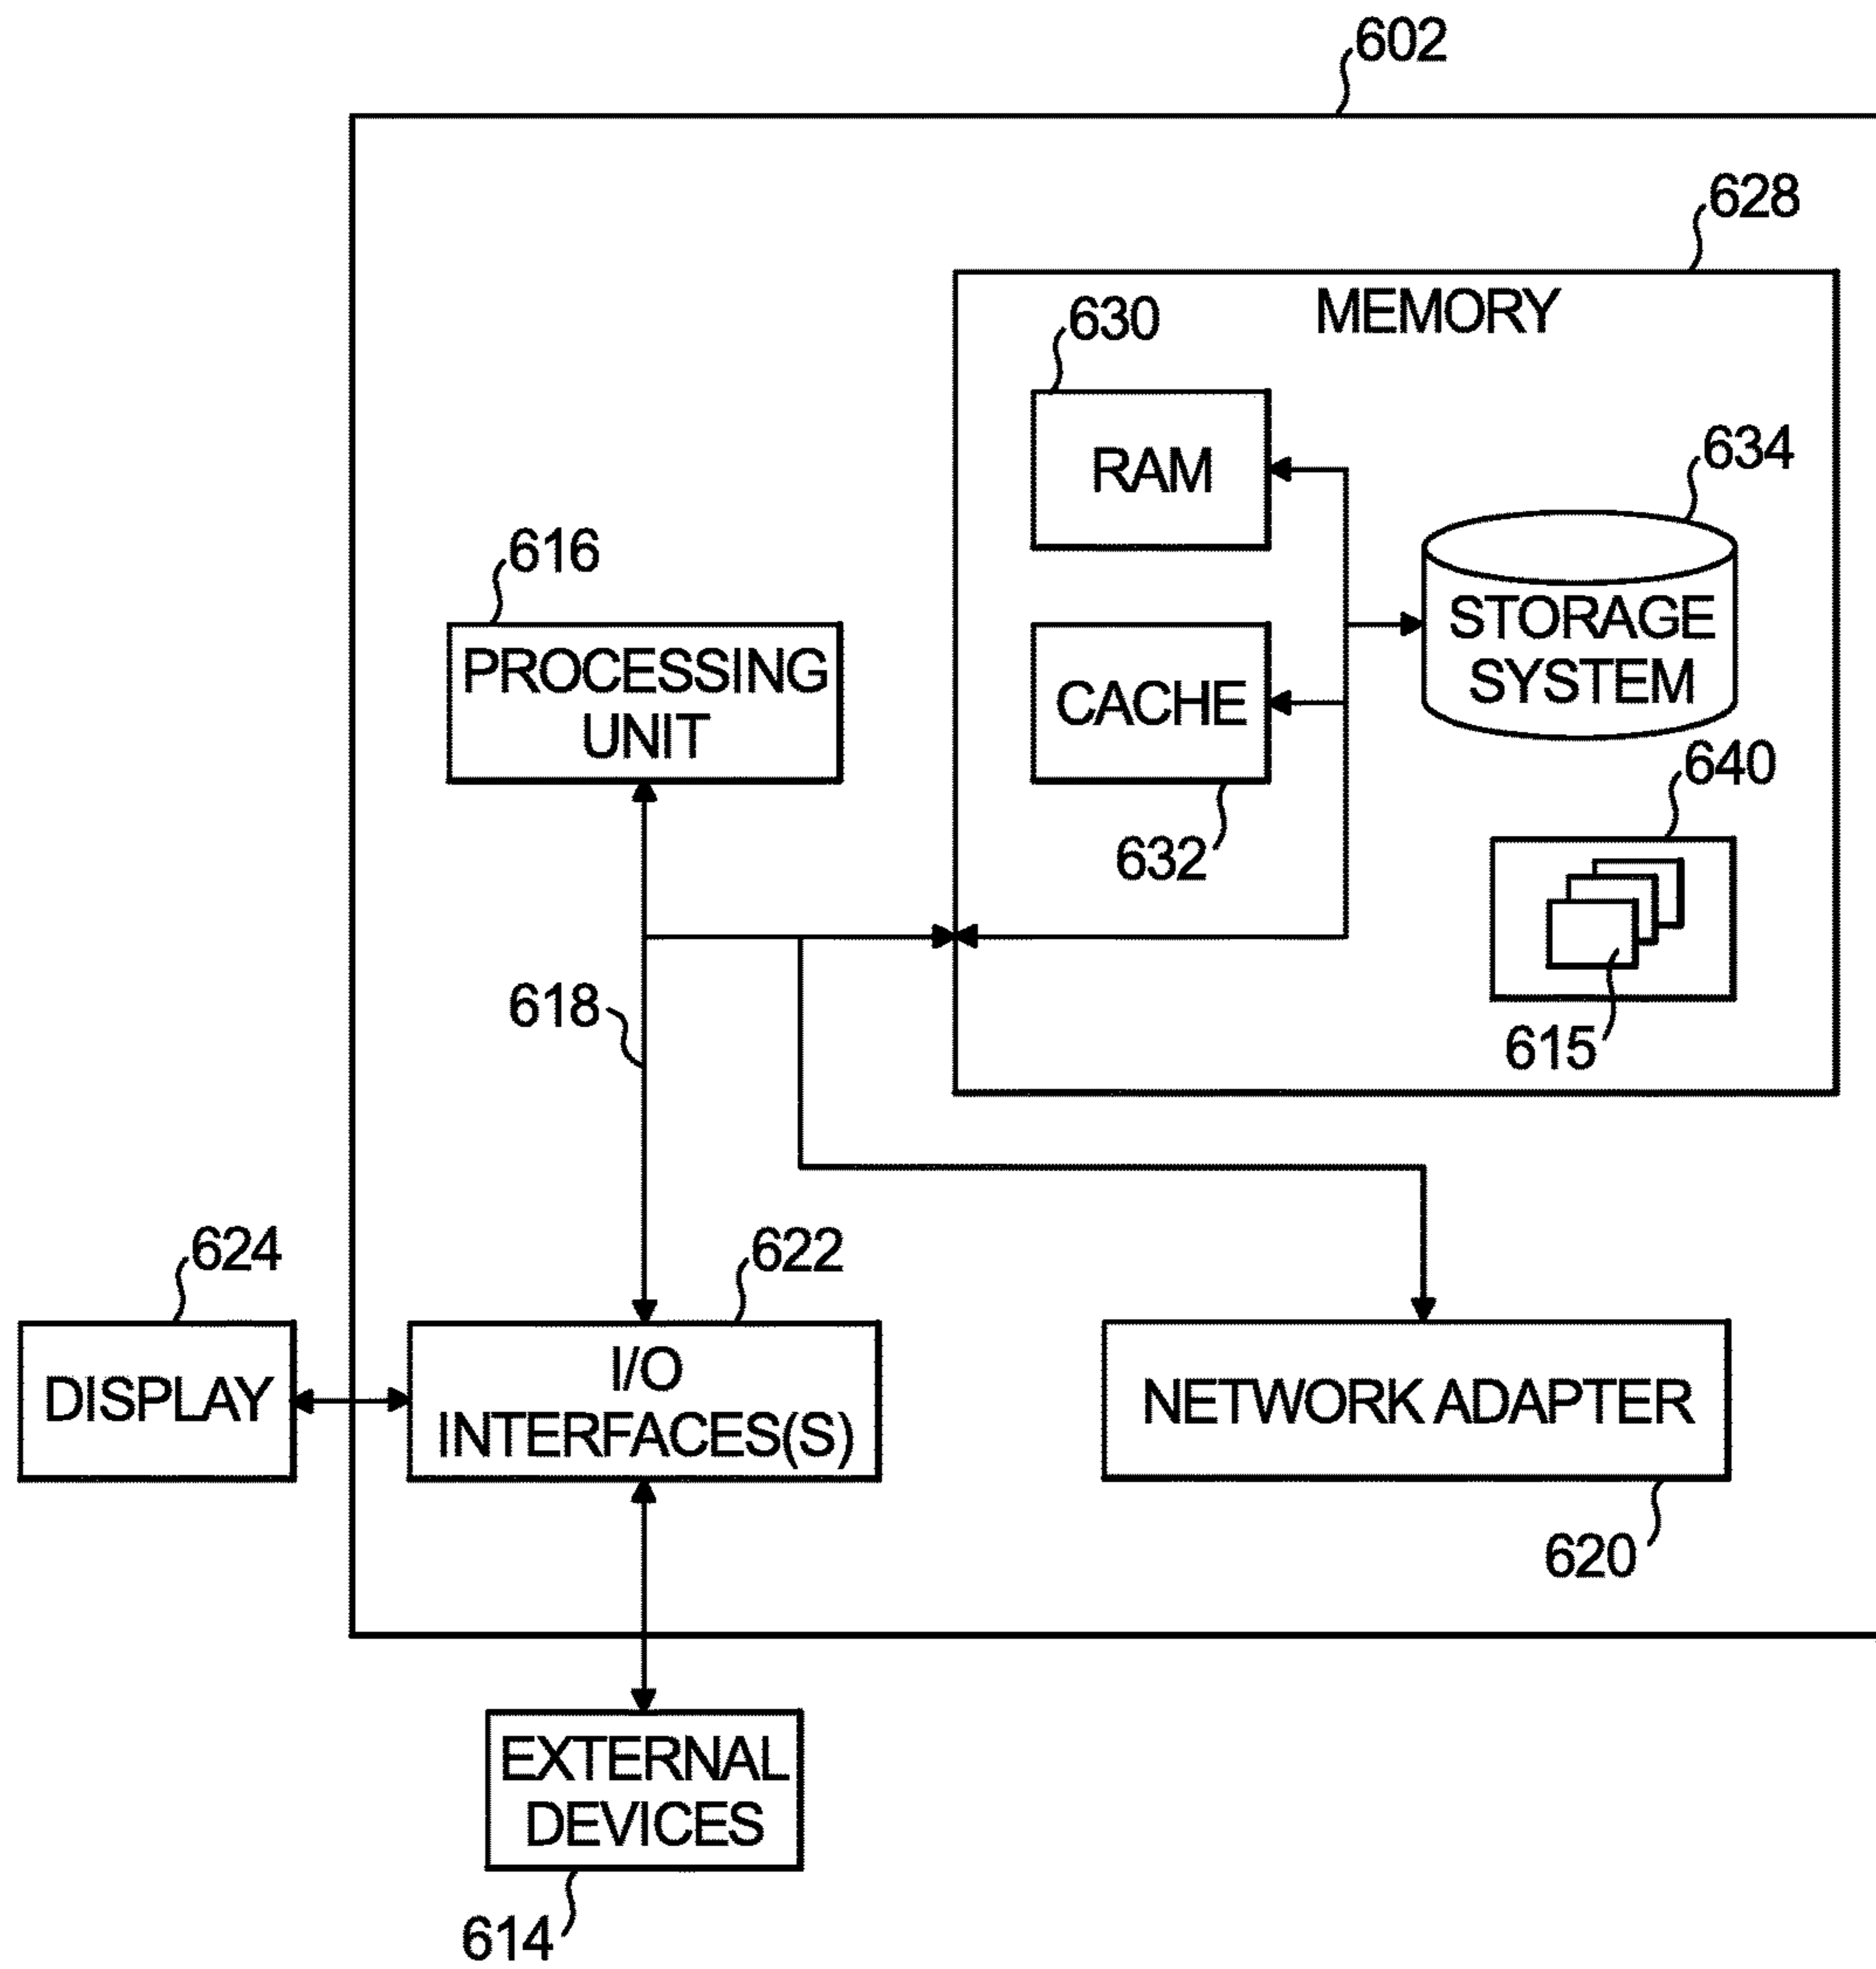 602
628
MEMORY
630
RAM
634
616
STORAGE
SYSTEM
PROCESSING
UNIT
CACHE
640
632
618
615
624
622
DISPLAY
I/O
INTERFACES(S)
NETWORK ADAPTER
620
EXTERNAL
DEVICES
614